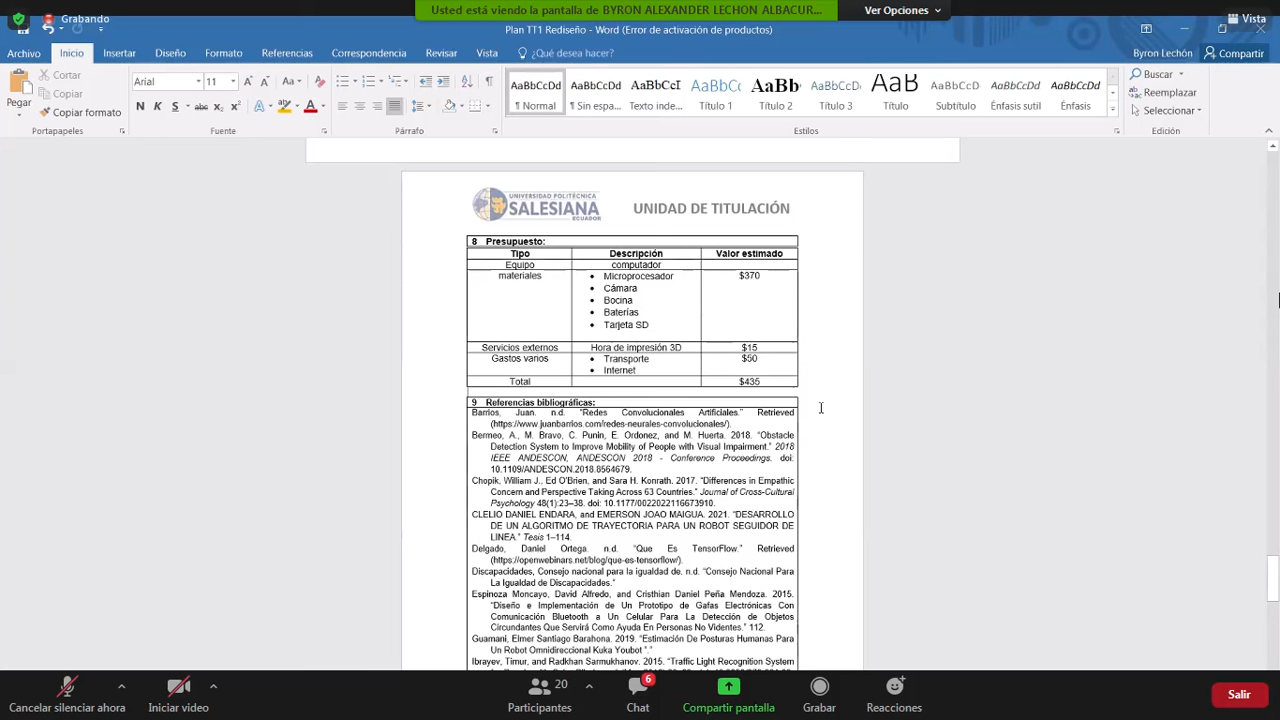 Grabando
Usted está viendo la pantalla de BYRON ALEXANDER LECHON ALBACUR...
Ver Opciones
Vista
Plan TT1 Rediseño - Word (Error de activación de productos)
Archivo Inicio Insertar Diseño Formato Referencias Correspondencia Revisar Vista ¿Qué desea hacer? Byron Lechón Compartir
Pegar
Cortar
Copiar
Copiar formato
Portapapeles
Arial 11
Fuente
Párrafo
AaBbCcDd AaBbCcDd AaBbCcI AaBbC AaBbC AaBbCcD AaB AaBbCcD AaBbCcDd AaBbCcDd
¶ Normal ¶ Sin espa... Texto inde... Título 1 Título 2 Título 3 Título Subtítulo Énfasis sutil Énfasis
Estilos
Buscar
Reemplazar
Seleccionar
Edición
UNIVERSIDAD POLITÉCNICA
SALESIANA
ECUADOR
UNIDAD DE TITULACIÓN
8 Presupuesto:
Tipo Descripción Valor estimado
Equipo computador
materiales • Microprocesador $370
• Cámara
• Bocina
• Baterías
• Tarjeta SD
Servicios externos Hora de impresión 3D $15
Gastos varios • Transporte $50
• Internet
Total $435
9 Referencias bibliográficas:
Barrios, Juan. n.d. “Redes Convolucionales Artificiales.” Retrieved
(https://www.juanbarrios.com/redes-neurales-convolucionales/).
Bermeo, A., M. Bravo, C. Punin, E. Ordonez, and M. Huerta. 2018. “Obstacle
Detection System to Improve Mobility of People with Visual Impairment.” 2018
IEEE ANDESCON, ANDESCON 2018 - Conference Proceedings. doi:
10.1109/ANDESCON.2018.8564679.
Chopik, William J., Ed O’Brien, and Sara H. Konrath. 2017. “Differences in Empathic
Concern and Perspective Taking Across 63 Countries.” Journal of Cross-Cultural
Psychology 48(1):23–38. doi: 10.1177/0022022116673910.
CLELIO DANIEL ENDARA, and EMERSON JOAO MAIGUA. 2021. “DESARROLLO
DE UN ALGORITMO DE TRAYECTORIA PARA UN ROBOT SEGUIDOR DE
LINEA.” Tesis 1–114.
Delgado, Daniel Ortega. n.d. “Que Es TensorFlow.” Retrieved
(https://openwebinars.net/blog/que-es-tensorflow/).
Discapacidades, Consejo nacional para la igualdad de. n.d. “Consejo Nacional Para
La Igualdad de Discapacidades.”
Espinoza Moncayo, David Alfredo, and Cristhian Daniel Peña Mendoza. 2015.
“Diseño e Implementación de Un Prototipo de Gafas Electrónicas Con
Comunicación Bluetooth a Un Celular Para La Detección de Objetos
Circundantes Que Servirá Como Ayuda En Personas No Videntes.” 112.
Guamani, Elmer Santiago Barahona. 2019. “Estimación De Posturas Humanas Para
Un Robot Omnidireccional Kuka Youbot ”.”
Ibrayev, Timur, and Radkhan Sarmukhanov. 2015. “Traffic Light Recognition System
Cancelar silenciar ahora
Iniciar video
20
Participantes
6
Chat
Compartir pantalla
Grabar
Reacciones
Salir